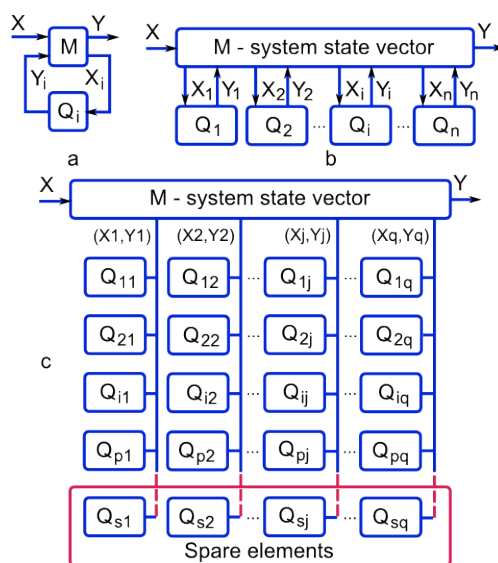 X Y X Y
M M - system state vector
Yi Xi X1 Y1 X2 Y2 Xi Yi Xn Yn
Qi Q1 Q2 ... Qi ... Qn
a b
X Y
M - system state vector
(X1,Y1) (X2,Y2) (Xj,Yj) (Xq,Yq)
Q11 Q12 ... Q1j ... Q1q
Q21 Q22 ... Q2j ... Q2q
c
Qi1 Qi2 ... Qij ... Qiq
Qp1 Qp2 ... Qpj ... Qpq
Qs1 Qs2 ... Qsj ... Qsq
Spare elements